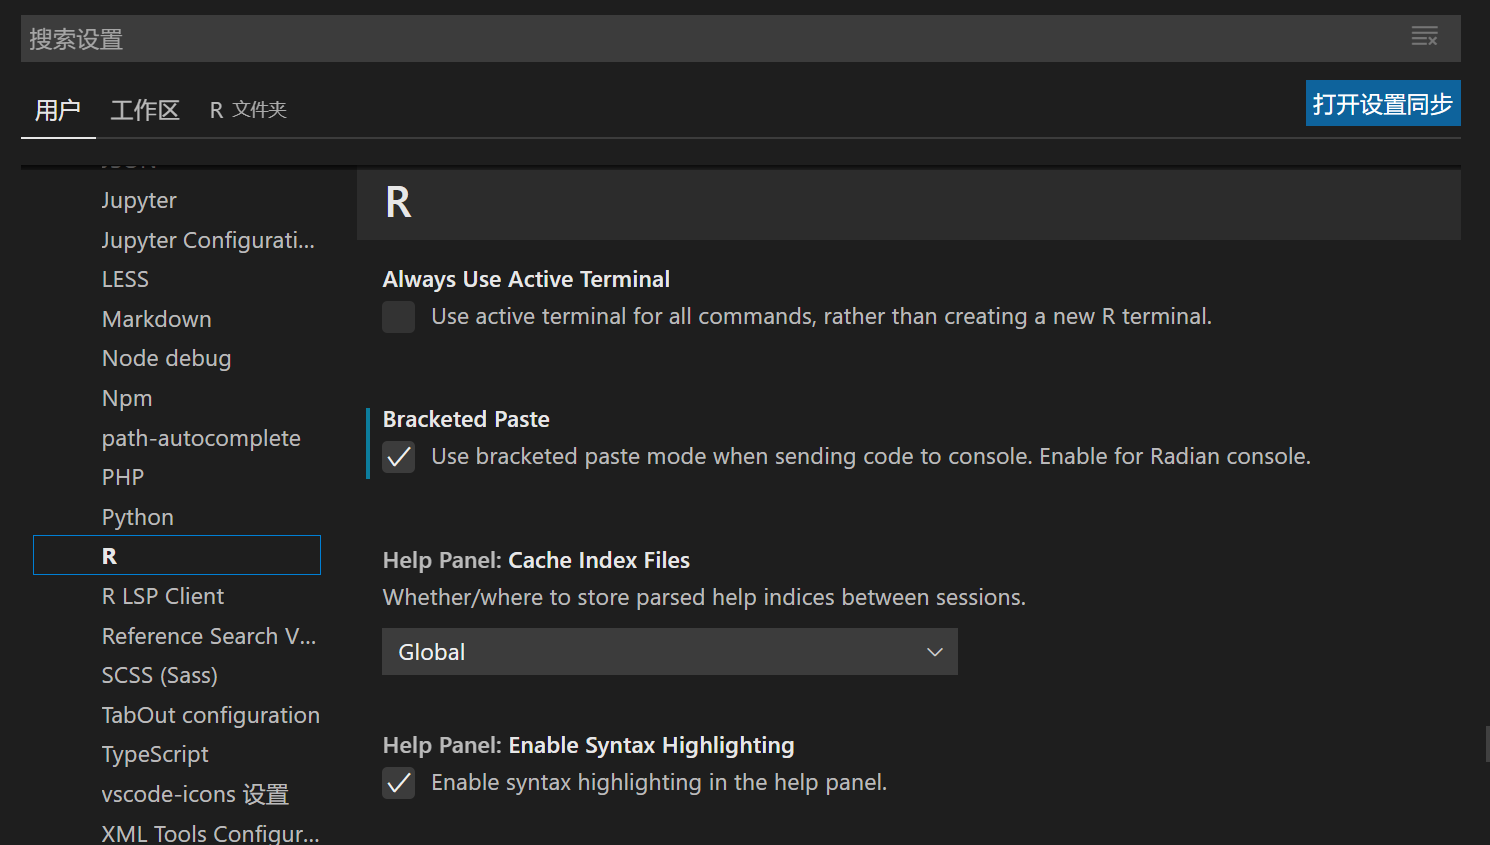 搜索设置
用户 工作区 R 文件夹
打开设置同步
Jupyter
Jupyter Configurati...
LESS
Markdown
Node debug
Npm
path-autocomplete
PHP
Python
R
R LSP Client
Reference Search V...
SCSS (Sass)
TabOut configuration
TypeScript
vscode-icons 设置
XML Tools Configur...
R
Always Use Active Terminal
Use active terminal for all commands, rather than creating a new R terminal.
Bracketed Paste
Use bracketed paste mode when sending code to console. Enable for Radian console.
Help Panel: Cache Index Files
Whether/where to store parsed help indices between sessions.
Global
Help Panel: Enable Syntax Highlighting
Enable syntax highlighting in the help panel.